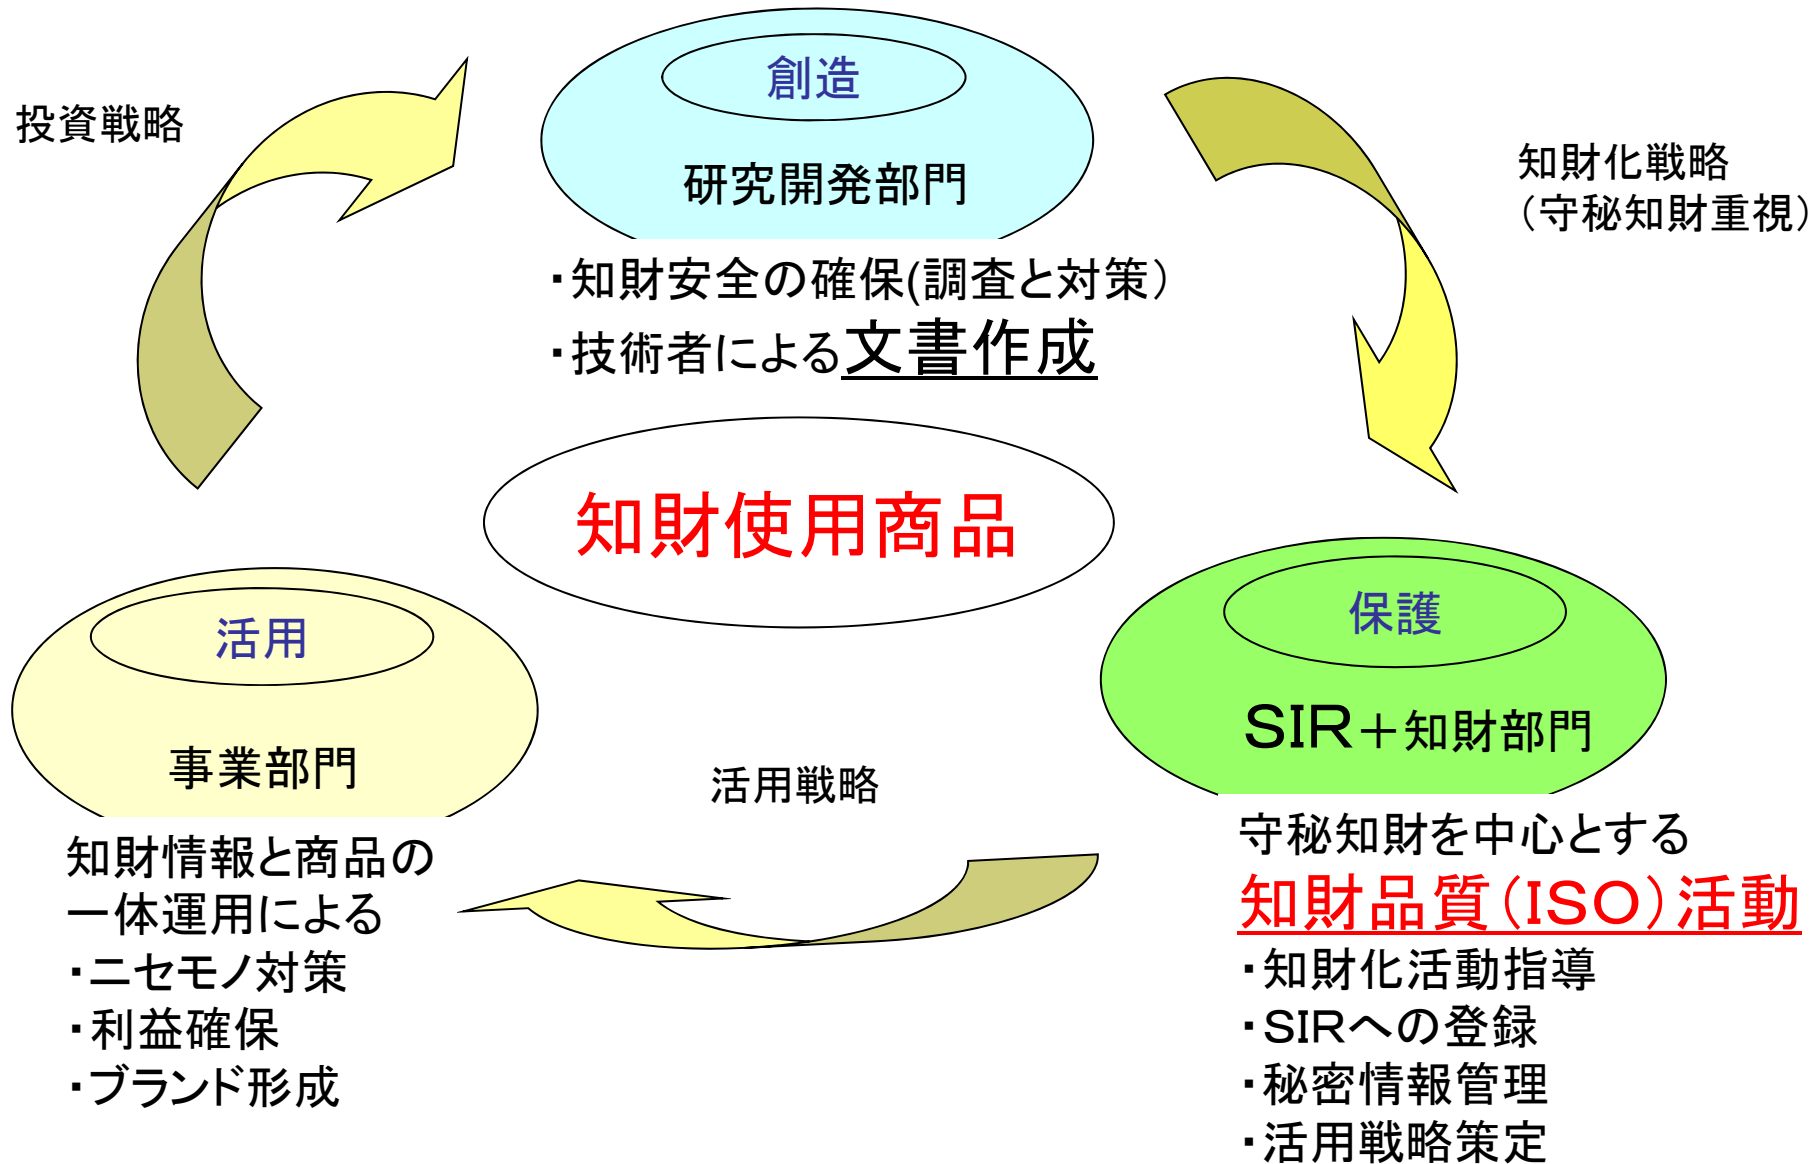 創造
研究開発部門
・知財安全の確保(調査と対策）
・技術者による文書作成
投資戦略
知財化戦略
（守秘知財重視）
知財使用商品
活用
事業部門
知財情報と商品の
一体運用による
・ニセモノ対策
・利益確保
・ブランド形成
活用戦略
保護
ＳＩＲ＋知財部門
守秘知財を中心とする
知財品質（ＩＳＯ）活動
・知財化活動指導
・ＳＩＲへの登録
・秘密情報管理
・活用戦略策定